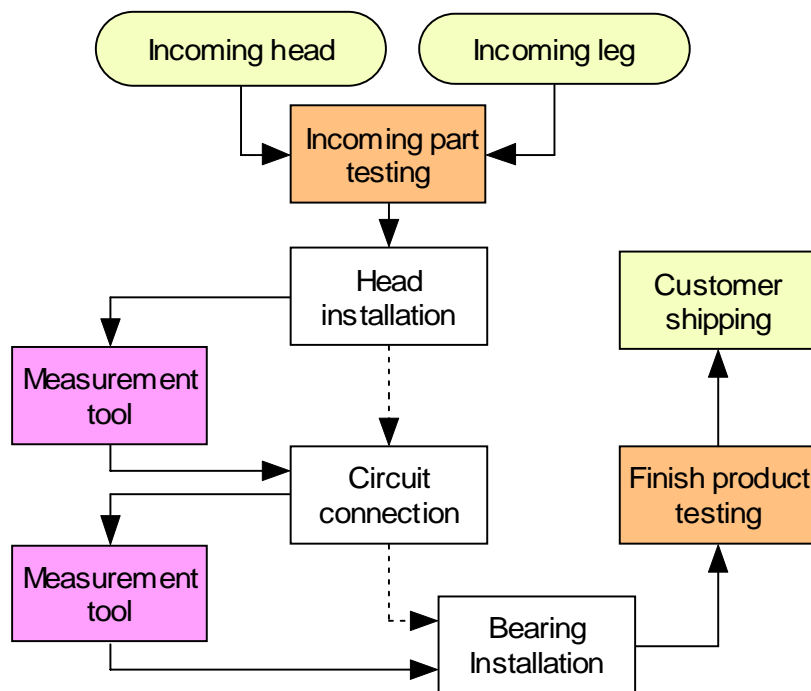 Incoming head
Incoming leg
Incoming part
testing
Head
installation
Customer
shipping
Measurement
tool
Circuit
connection
Finish product
testing
Measurement
tool
Bearing
Installation